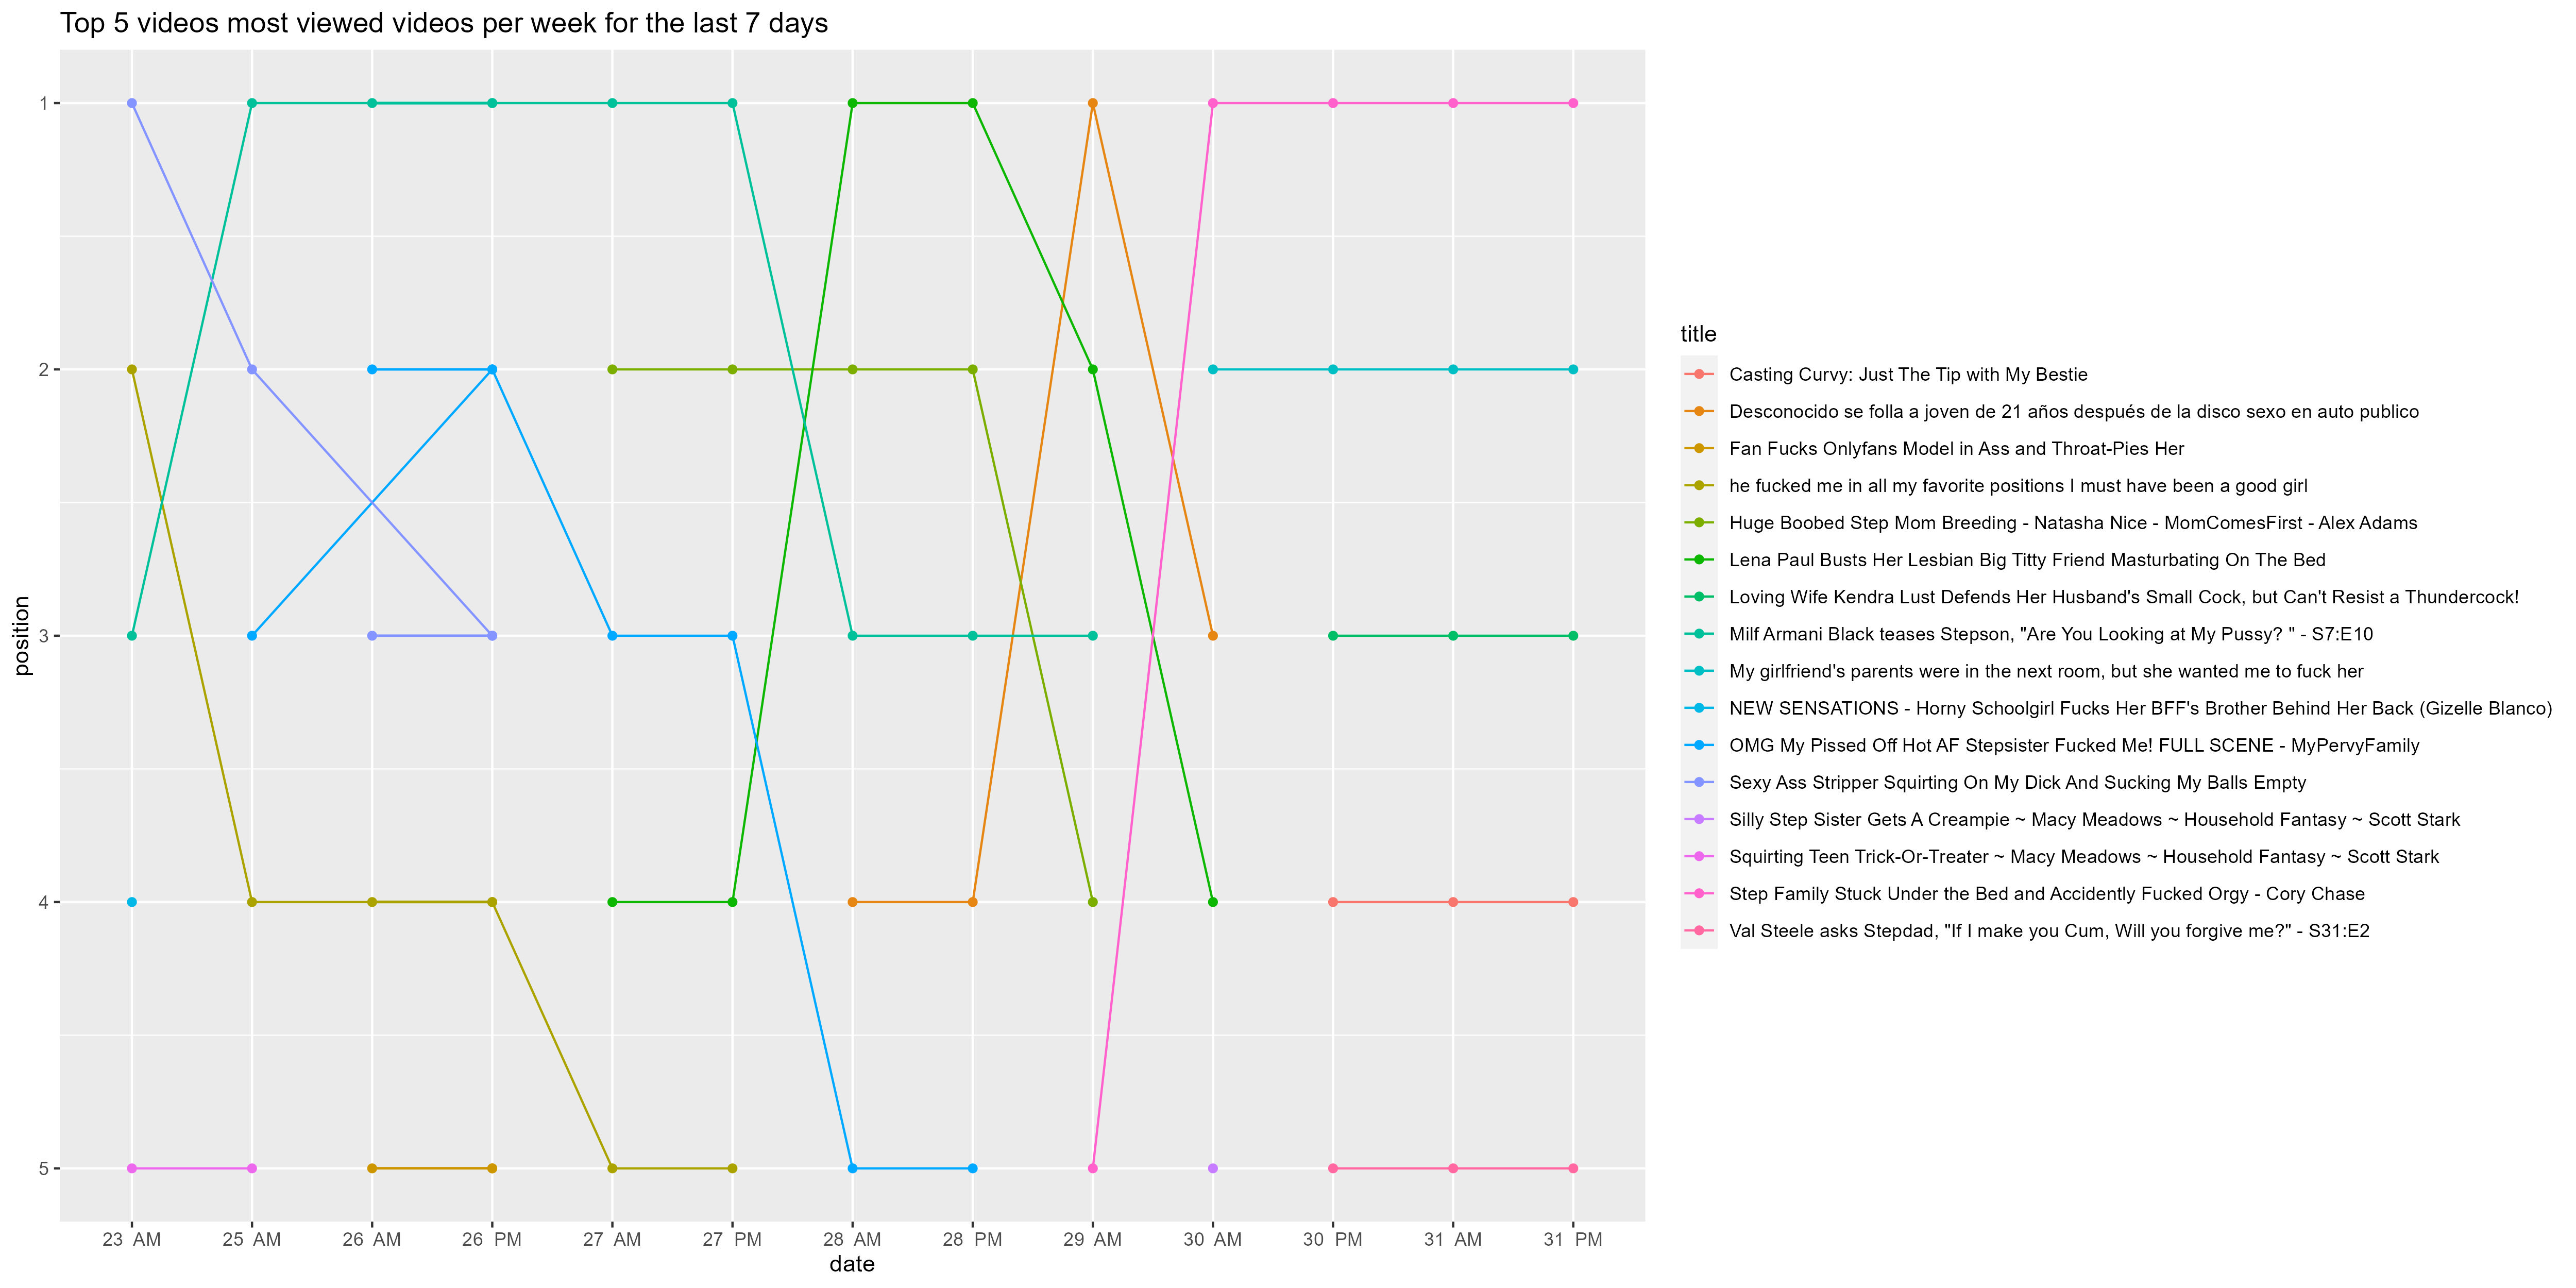 Top 5 videos most viewed videos per week for the last 7 days
position
1
2
3
4
5
23 AM
25 AM
26 AM
26 PM
27 AM
27 PM
28 AM
28 PM
29 AM
30 AM
30 PM
31 AM
31 PM
date
title
Casting Curvy: Just The Tip with My Bestie
Desconocido se folla a joven de 21 años después de la disco sexo en auto publico
Fan Fucks Onlyfans Model in Ass and Throat-Pies Her
he fucked me in all my favorite positions I must have been a good girl
Huge Boobed Step Mom Breeding - Natasha Nice - MomComesFirst - Alex Adams
Lena Paul Busts Her Lesbian Big Titty Friend Masturbating On The Bed
Loving Wife Kendra Lust Defends Her Husband's Small Cock, but Can't Resist a Thundercock!
Milf Armani Black teases Stepson, "Are You Looking at My Pussy? " - S7:E10
My girlfriend's parents were in the next room, but she wanted me to fuck her
NEW SENSATIONS - Horny Schoolgirl Fucks Her BFF's Brother Behind Her Back (Gizelle Blanco)
OMG My Pissed Off Hot AF Stepsister Fucked Me! FULL SCENE - MyPervyFamily
Sexy Ass Stripper Squirting On My Dick And Sucking My Balls Empty
Silly Step Sister Gets A Creampie ~ Macy Meadows ~ Household Fantasy ~ Scott Stark
Squirting Teen Trick-Or-Treater ~ Macy Meadows ~ Household Fantasy ~ Scott Stark
Step Family Stuck Under the Bed and Accidently Fucked Orgy - Cory Chase
Val Steele asks Stepdad, "If I make you Cum, Will you forgive me?" - S31:E2